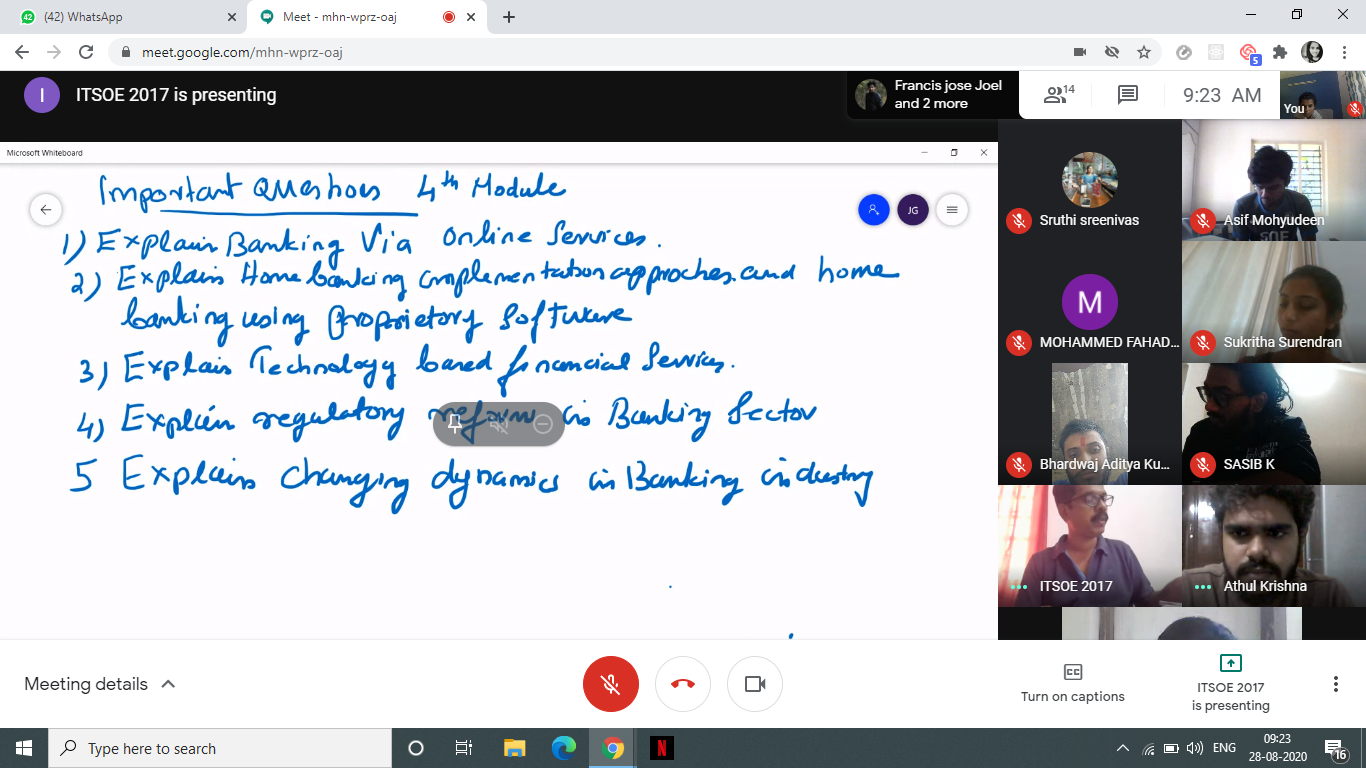 (42) WhatsApp
Meet - mhn-wprz-oaj
meet.google.com/mhn-wprz-oaj
5
I
ITSOE 2017 is presenting
Francis jose Joel
and 2 more
14
9:23 AM
You
Microsoft Whiteboard
JG
Important Questions 4th Module
1) Explain Banking Via Online Services.
2) Explain Home banking implementation approches and home
banking using proprietory Software
3) Explain Technology based financial Services.
4) Explain regulatory reforms in Banking Sector
5 Explain changing dynamics in Banking industry
Sruthi sreenivas
Asif Mohyudeen
M
MOHAMMED FAHAD...
Sukritha Surendran
Bhardwaj Aditya Ku...
SASIB K
ITSOE 2017
Athul Krishna
Meeting details
CC
Turn on captions
ITSOE 2017
is presenting
Type here to search
N
ENG
09:23
28-08-2020
16